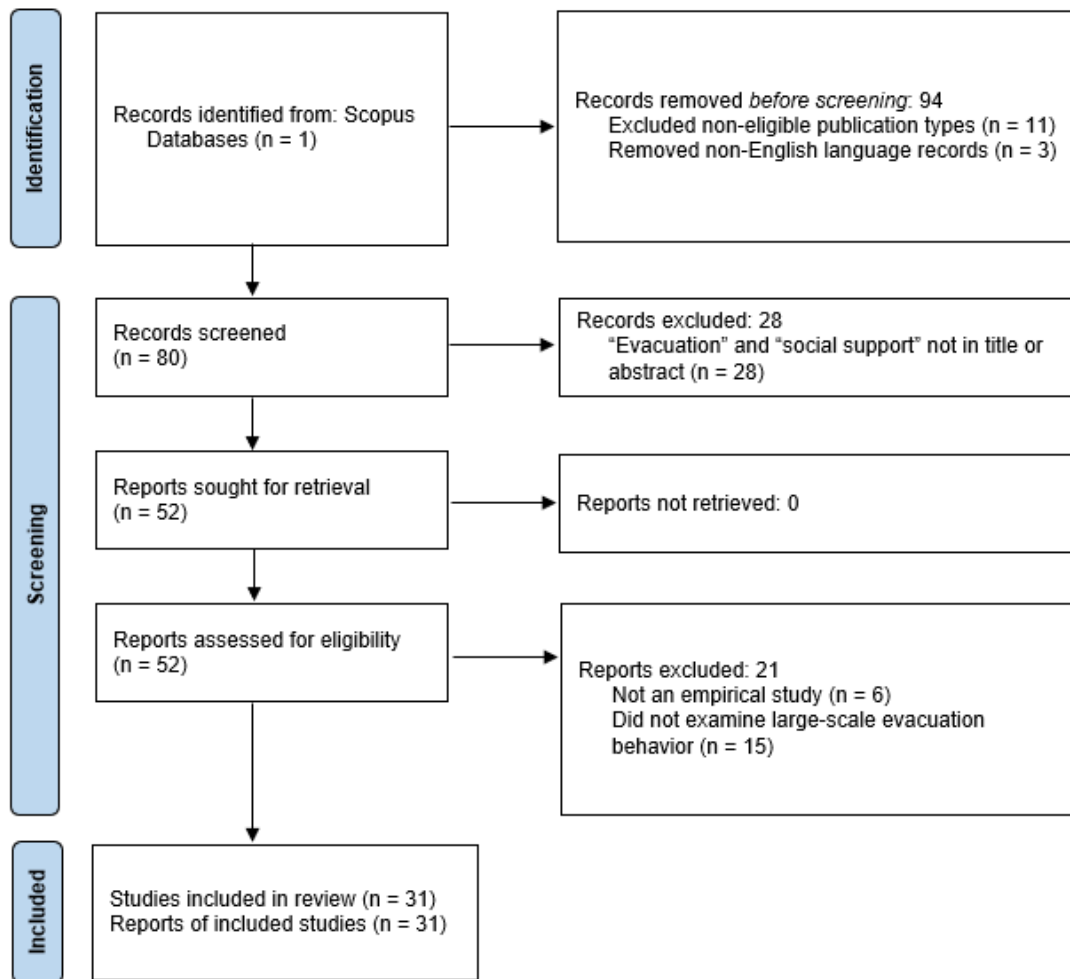 Identification
Records identified from: Scopus
Databases (n = 1)
Records removed before screening: 94
Excluded non-eligible publication types (n = 11)
Removed non-English language records (n = 3)
Screening
Records screened
(n = 80)
Records excluded: 28
“Evacuation” and “social support” not in title or
abstract (n = 28)
Reports sought for retrieval
(n = 52)
Reports not retrieved: 0
Reports assessed for eligibility
(n = 52)
Reports excluded: 21
Not an empirical study (n = 6)
Did not examine large-scale evacuation
behavior (n = 15)
Included
Studies included in review (n = 31)
Reports of included studies (n = 31)